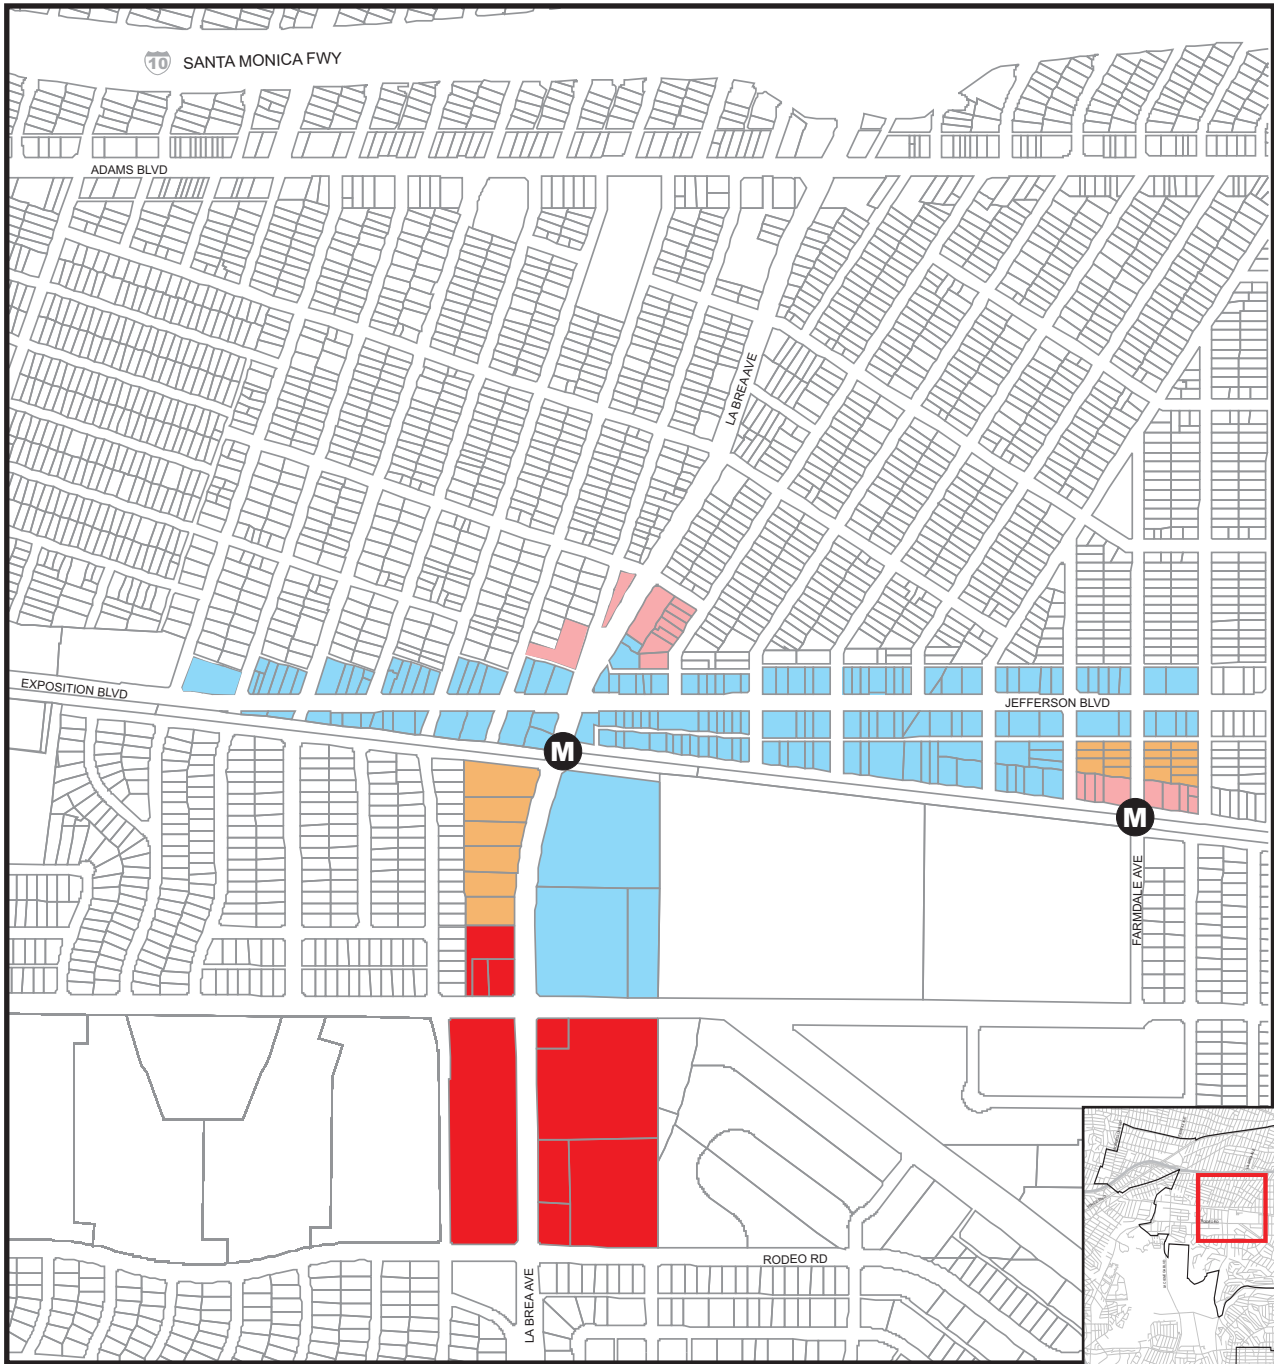 10 SANTA MONICA FWY
ADAMS BLVD
LA BREA AVE
EXPOSITION BLVD
JEFFERSON BLVD
M
M
FARMDALE AVE
RODEO RD
LA BREA AVE